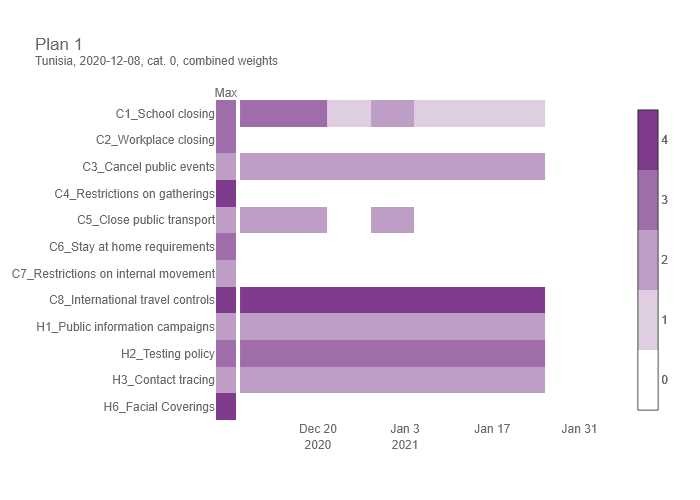 Plan 1
Tunisia, 2020-12-08, cat. 0, combined weights
Max
C1_School closing
C2_Workplace closing
C3_Cancel public events
C4_Restrictions on gatherings
C5_Close public transport
C6_Stay at home requirements
C7_Restrictions on internal movement
C8_International travel controls
H1_Public information campaigns
H2_Testing policy
H3_Contact tracing
H6_Facial Coverings
Dec 20 Jan 3 Jan 17 Jan 31
2020 2021
4
3
2
1
0